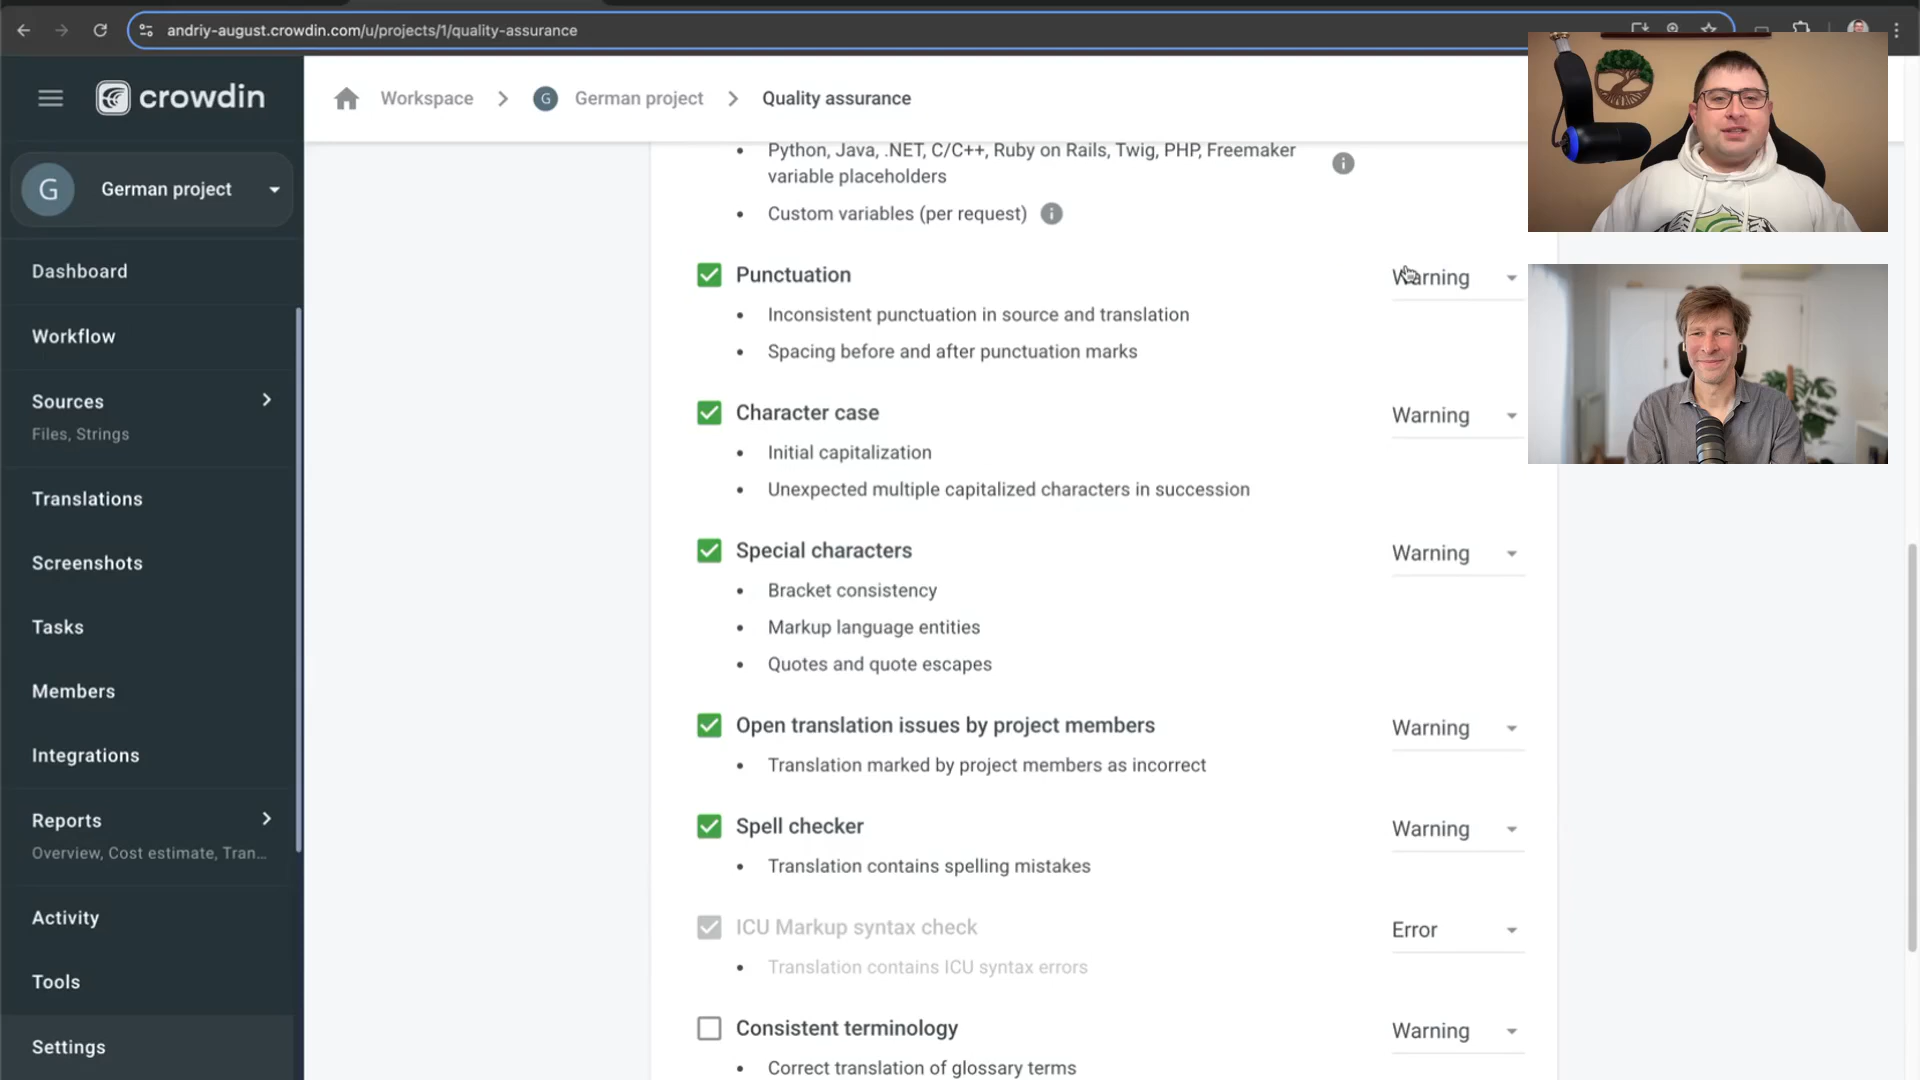 andriy-august.crowdin.com/u/projects/1/quality-assurance
crowdin
Workspace
G
German project
Quality assurance
G
German project
Dashboard
Workflow
Sources
Files, Strings
Translations
Screenshots
Tasks
Members
Integrations
Reports
Overview, Cost estimate, Tran...
Activity
Tools
Settings
Python, Java, .NET, C/C++, Ruby on Rails, Twig, PHP, Freemaker
variable placeholders
Custom variables (per request)
Punctuation
Warning
Inconsistent punctuation in source and translation
Spacing before and after punctuation marks
Character case
Warning
Initial capitalization
Unexpected multiple capitalized characters in succession
Special characters
Warning
Bracket consistency
Markup language entities
Quotes and quote escapes
Open translation issues by project members
Warning
Translation marked by project members as incorrect
Spell checker
Warning
Translation contains spelling mistakes
ICU Markup syntax check
Error
Translation contains ICU syntax errors
Consistent terminology
Warning
Correct translation of glossary terms